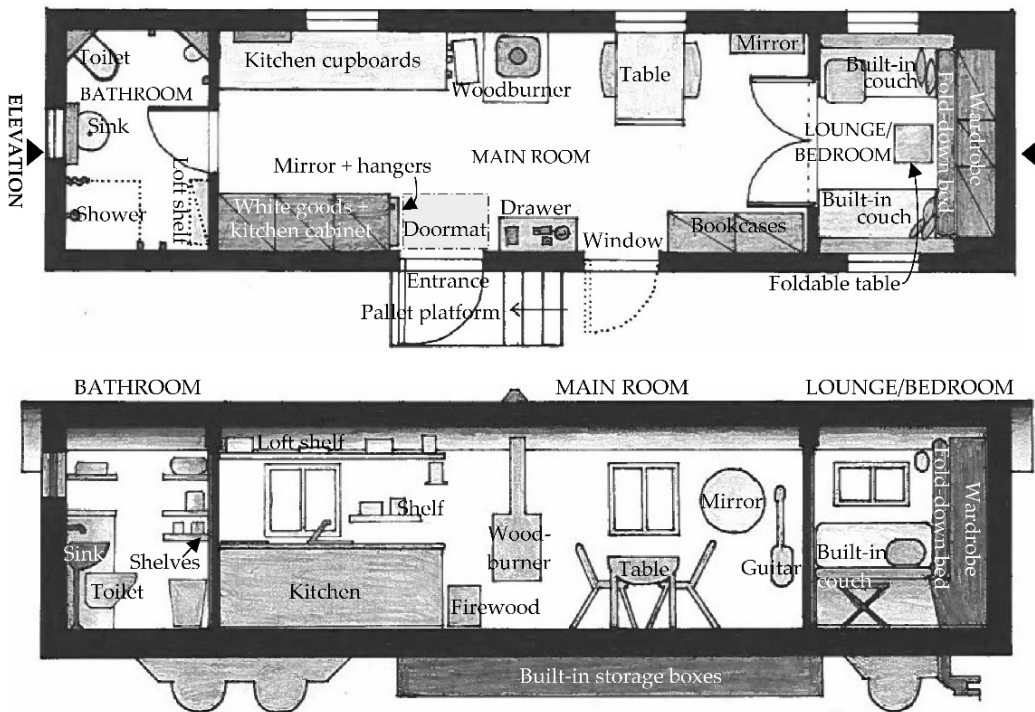 Toilet
Kitchen cupboards
Mirror
BATHROOM
Woodburner
Table
Built-in
couch
Sink
ELEVATION
Wardrobe
Fold-down bed
LOUNGE/
BEDROOM
MAIN ROOM
Mirror + hangers
Loft shelf
Shower
White goods +
kitchen cabinet
Doormat
Drawer
Window
Bookcases
Built-in
couch
Entrance
Pallet platform
Foldable table
BATHROOM
MAIN ROOM
LOUNGE/BEDROOM
Loft shelf
Shelf
Mirror
Fold-down bed
Wardrobe
Sink
Shelves
Wood-
burner
Built-in
couch
Toilet
Kitchen
Firewood
Table
Guitar
Built-in storage boxes